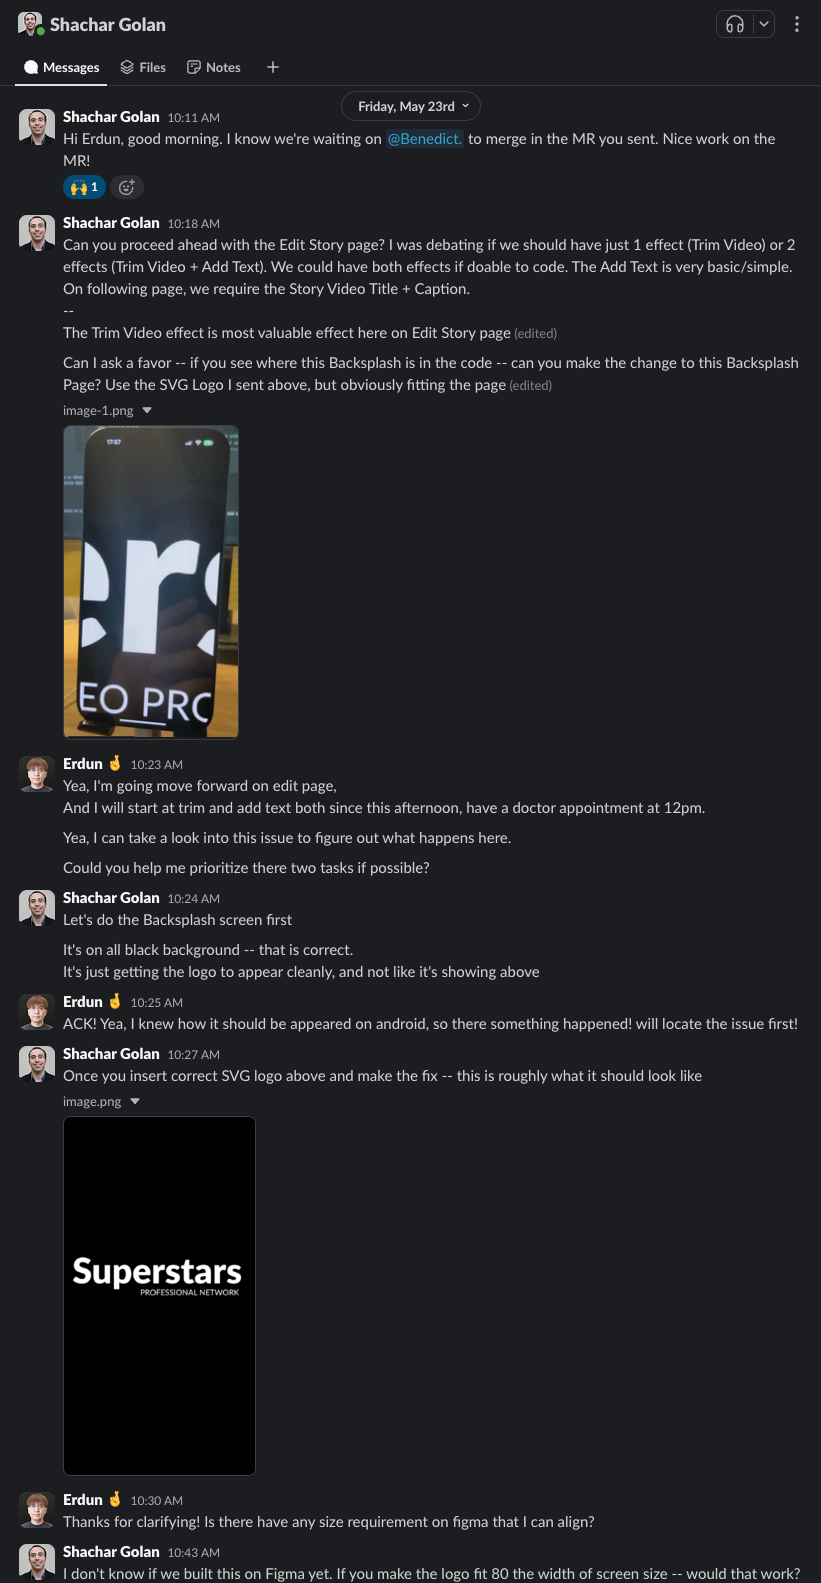 Shachar Golan
Messages
Files
Notes
Friday, May 23rd
Shachar Golan 10:11 AM
Hi Erdun, good morning. I know we're waiting on @Benedict. to merge in the MR you sent. Nice work on the
MR!
🙌 1
Shachar Golan 10:18 AM
Can you proceed ahead with the Edit Story page? I was debating if we should have just 1 effect (Trim Video) or 2
effects (Trim Video + Add Text). We could have both effects if doable to code. The Add Text is very basic/simple.
On following page, we require the Story Video Title + Caption.
--
The Trim Video effect is most valuable effect here on Edit Story page (edited)
Can I ask a favor -- if you see where this Backsplash is in the code -- can you make the change to this Backsplash
Page? Use the SVG Logo I sent above, but obviously fitting the page (edited)
image-1.png
17:57
ers
EO PRO
Erdun 🤞 10:23 AM
Yea, I'm going move forward on edit page,
And I will start at trim and add text both since this afternoon, have a doctor appointment at 12pm.
Yea, I can take a look into this issue to figure out what happens here.
Could you help me prioritize there two tasks if possible?
Shachar Golan 10:24 AM
Let's do the Backsplash screen first
It's on all black background -- that is correct.
It's just getting the logo to appear cleanly, and not like it's showing above
Erdun 🤞 10:25 AM
ACK! Yea, I knew how it should be appeared on android, so there something happened! will locate the issue first!
Shachar Golan 10:27 AM
Once you insert correct SVG logo above and make the fix -- this is roughly what it should look like
image.png
Superstars
PROFESSIONAL NETWORK
Erdun 🤞 10:30 AM
Thanks for clarifying! Is there have any size requirement on figma that I can align?
Shachar Golan 10:43 AM
I don't know if we built this on Figma yet. If you make the logo fit 80 the width of screen size -- would that work?